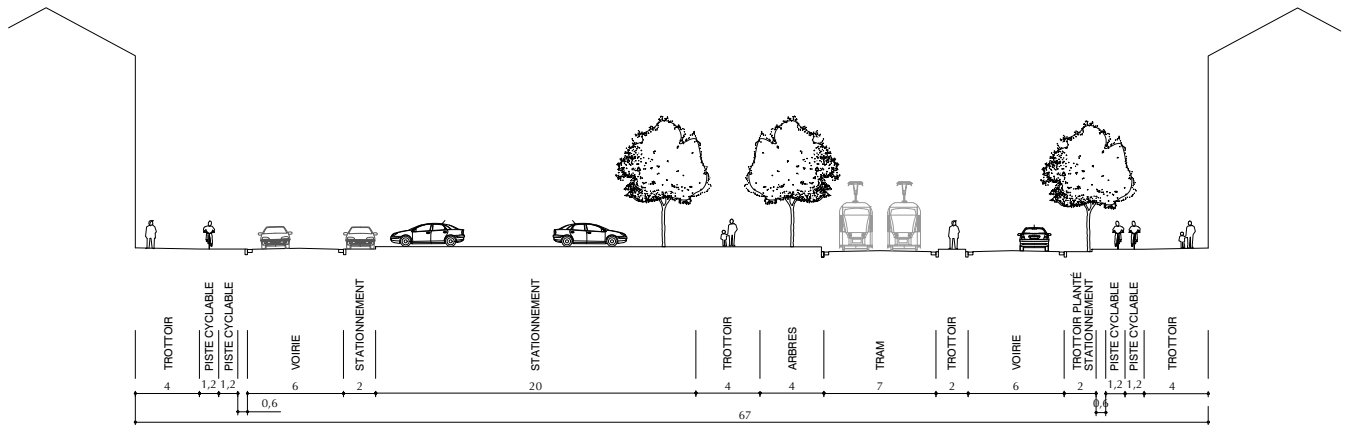 TROTTOIR
PISTE CYCLABLE
PISTE CYCLABLE
VOIRIE
STATIONNEMENT
STATIONNEMENT
TROTTOIR
ARBRES
TRAM
TROTTOIR
VOIRIE
TROTTOIR PLANTÉ
STATIONNEMENT
PISTE CYCLABLE
PISTE CYCLABLE
TROTTOIR
4 1,2 1,2 6 2 20 4 4 7 2 6 2 1,2 1,2 4
0,6 0,6
67